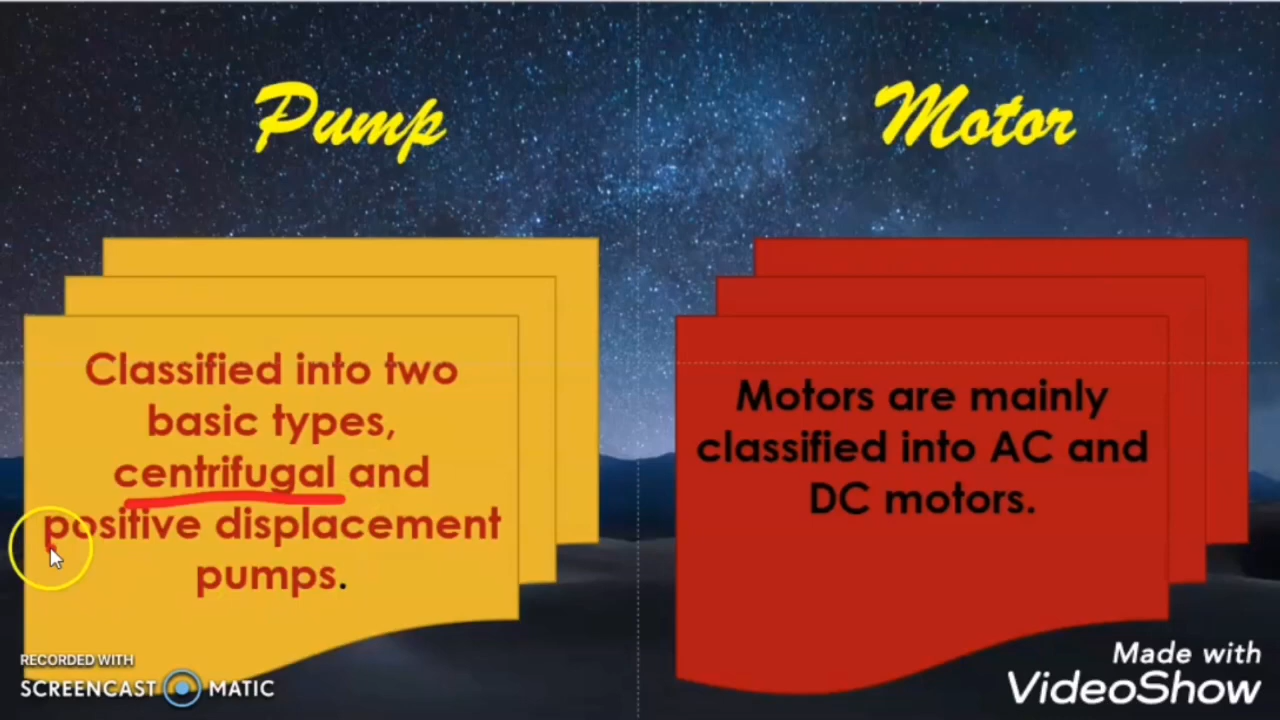 Pump
Motor
Classified into two
basic types,
centrifugal and
positive displacement
pumps.
Motors are mainly
classified into AC and
DC motors.
RECORDED WITH
SCREENCAST MATIC
Made with
VideoShow